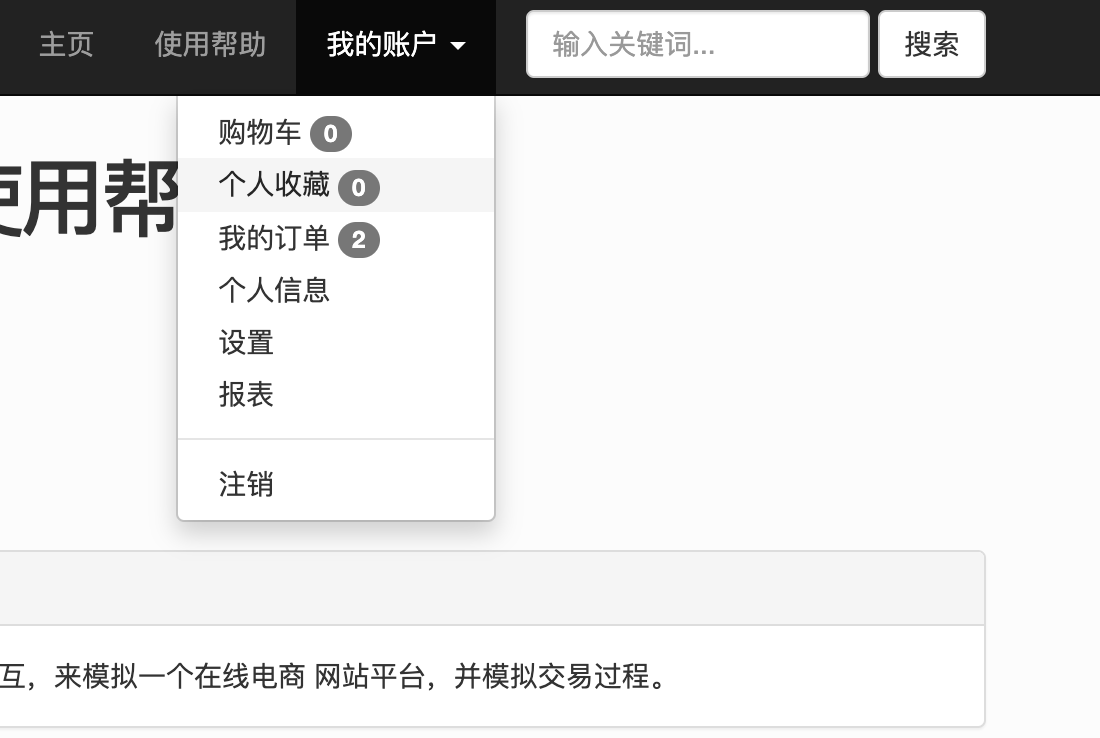 主页 使用帮助 我的账户 输入关键词... 搜索
购物车 0
个人收藏 0
用帮
我的订单 2
个人信息
设置
报表
注销
互，来模拟一个在线电商 网站平台，并模拟交易过程。